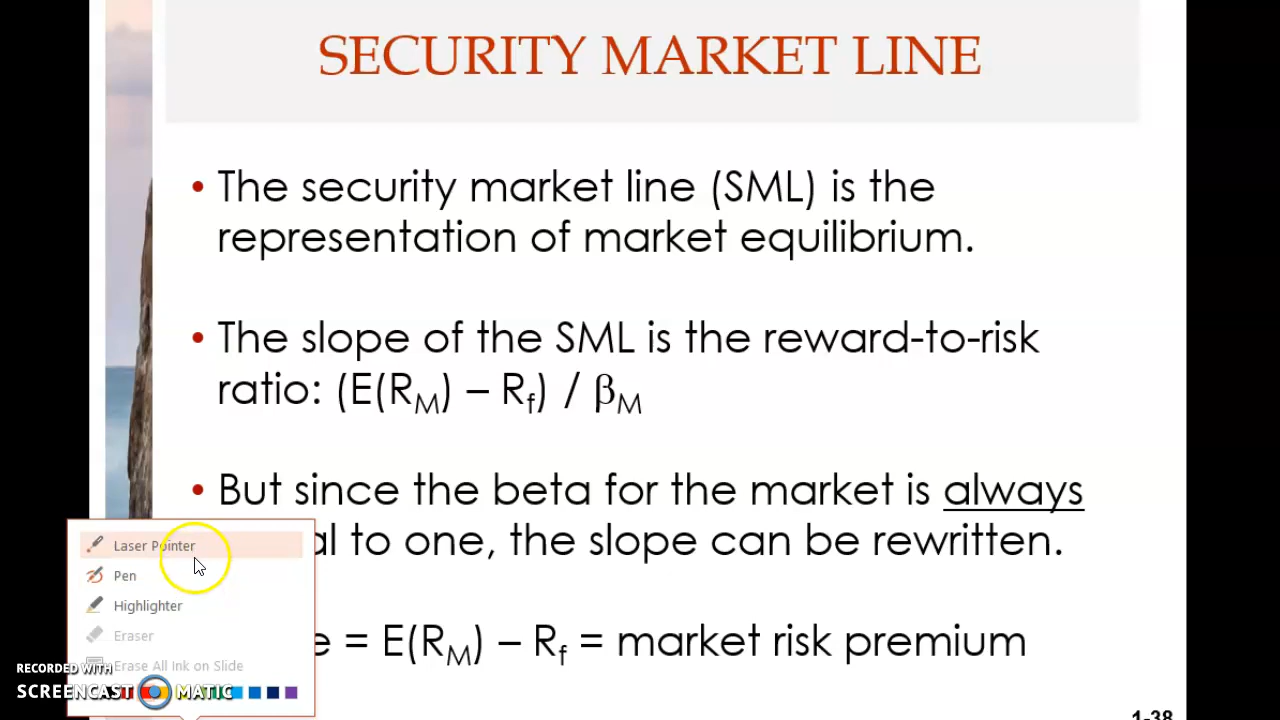 SECURITY MARKET LINE
• The security market line (SML) is the
representation of market equilibrium.
• The slope of the SML is the reward-to-risk
ratio: (E(RM) – Rf) / βM
• But since the beta for the market is always
to one, the slope can be rewritten.
= E(RM) – Rf = market risk premium
Laser Pointer
Pen
Highlighter
Eraser
Erase All Ink on Slide
RECORDED WITH
SCREENCAST MATIC
1-38